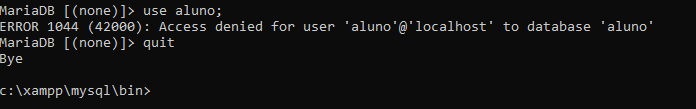 MariaDB [(none)]> use aluno;
ERROR 1044 (42000): Access denied for user 'aluno'@'localhost' to database 'aluno'
MariaDB [(none)]> quit
Bye
c:\xampp\mysql\bin>